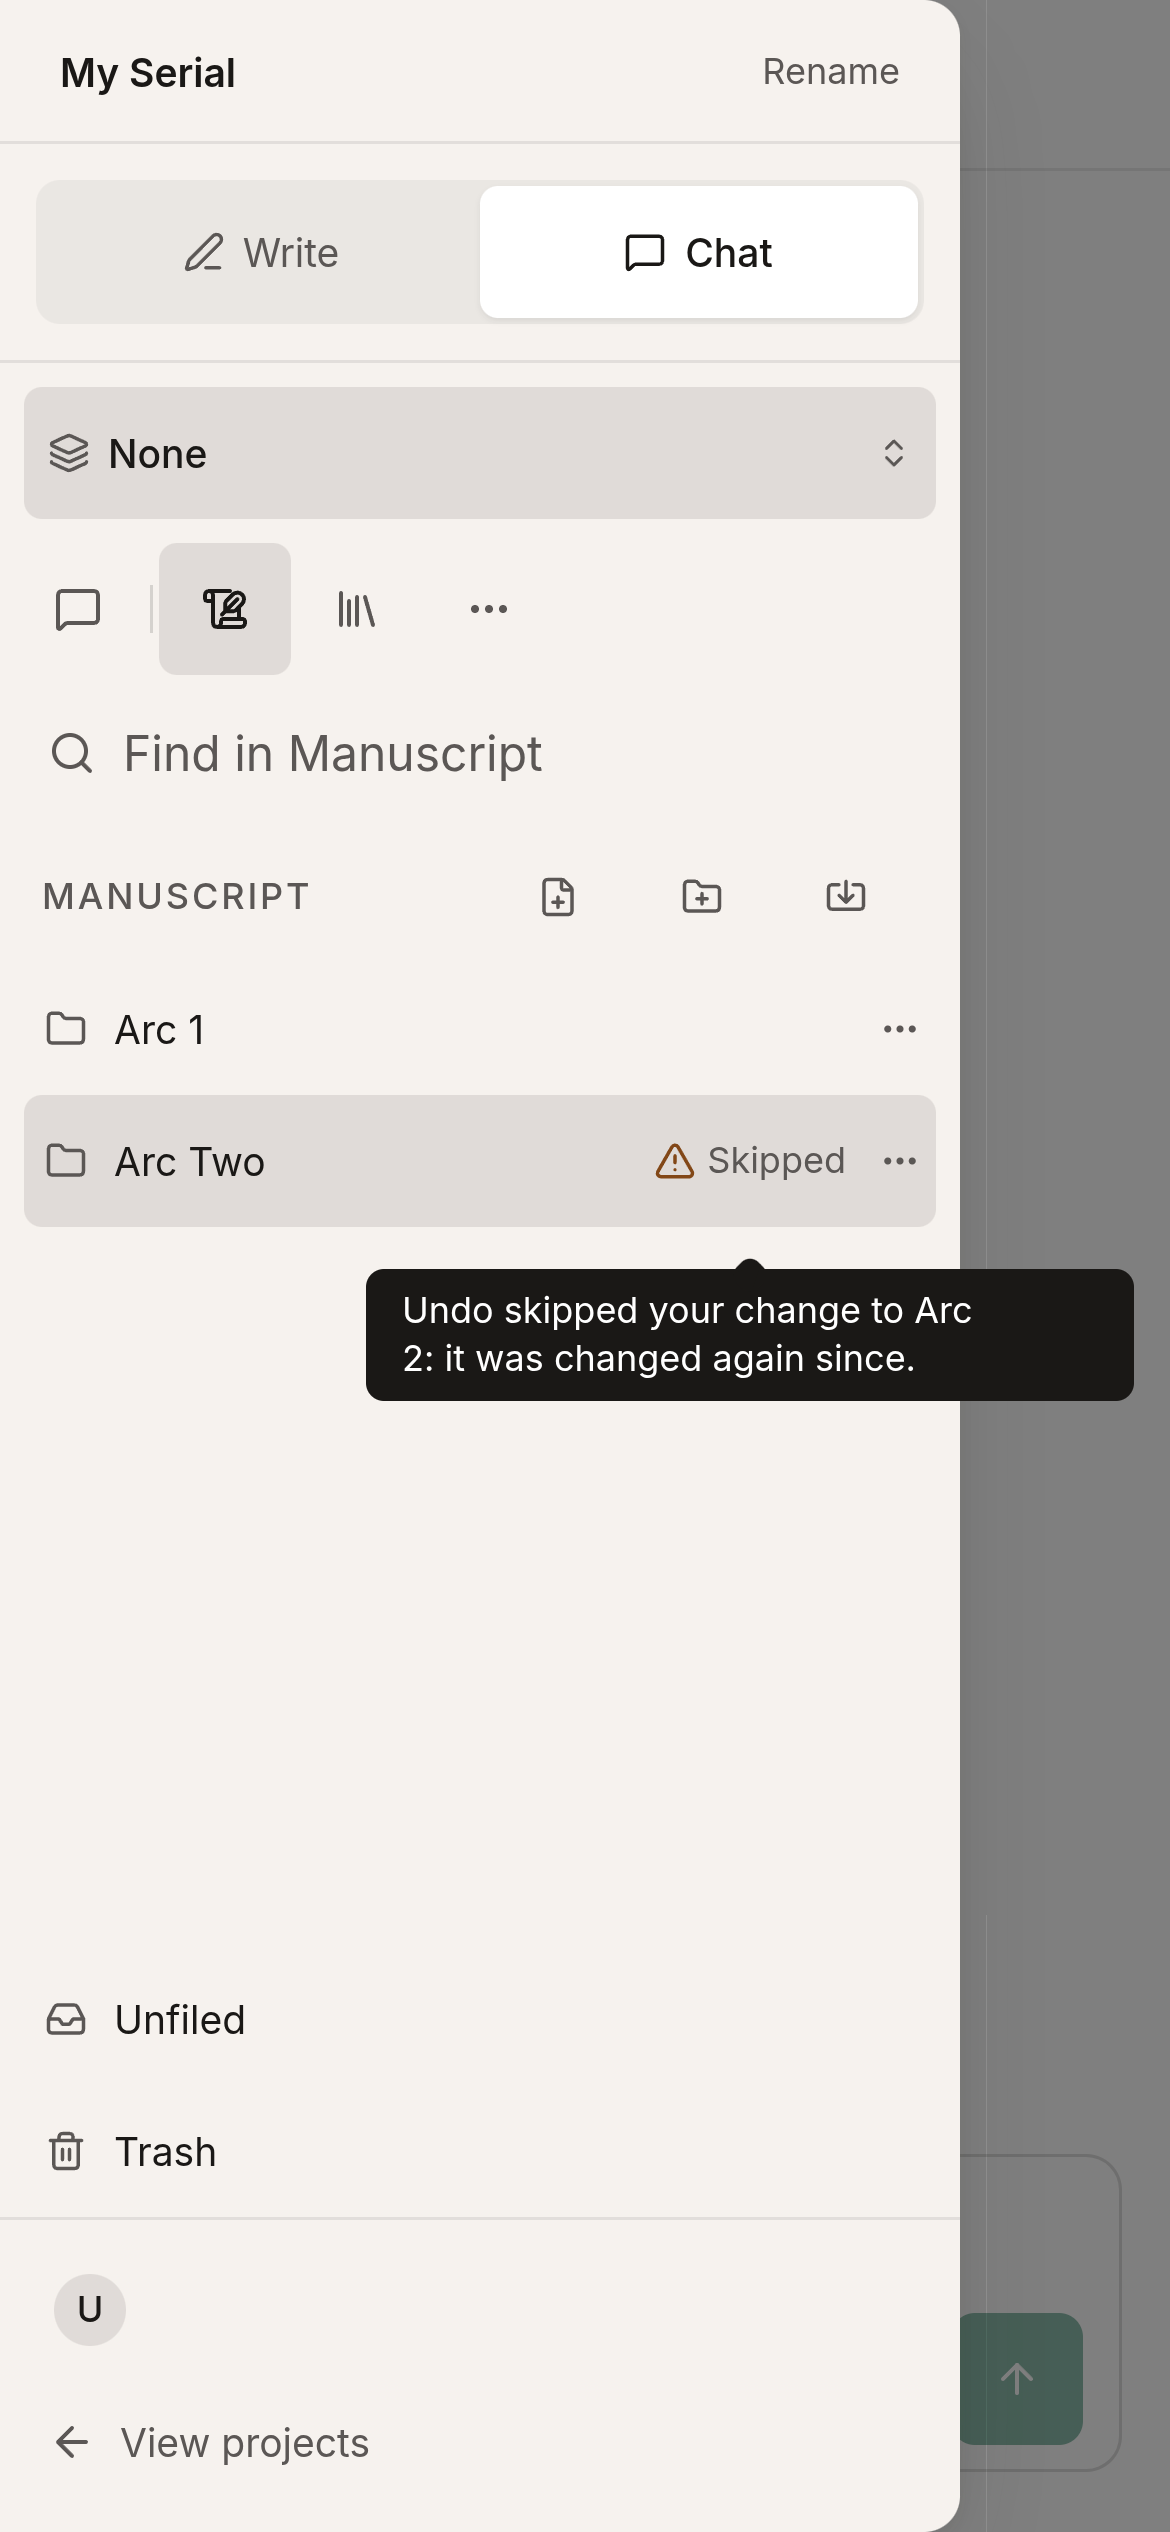 My Serial
Rename
Write
Chat
None
Find in Manuscript
MANUSCRIPT
Arc 1
Arc Two
Skipped
Undo skipped your change to Arc
2: it was changed again since.
Unfiled
Trash
U
View projects